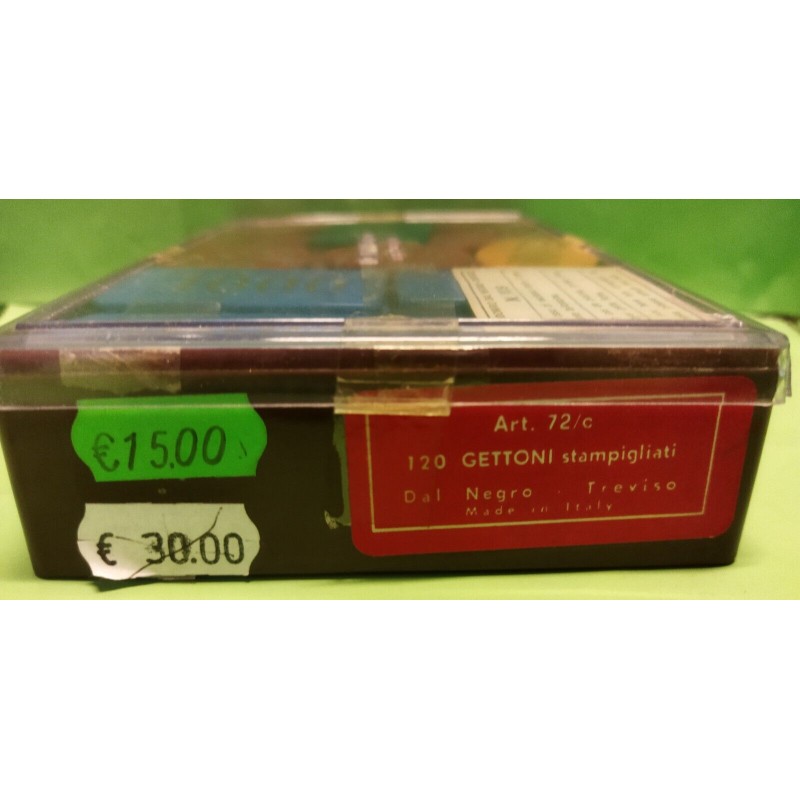 €15.00
€ 30.00
Art. 72/c
120 GETTONI stampigliati
Dal Negro - Treviso
Made in Italy